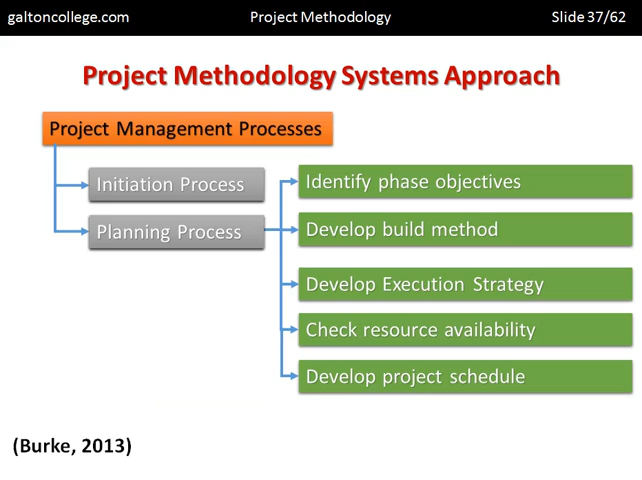 galtoncollege.com Project Methodology Slide 37/62
Project Methodology Systems Approach
Project Management Processes
Initiation Process
Planning Process
Identify phase objectives
Develop build method
Develop Execution Strategy
Check resource availability
Develop project schedule
(Burke, 2013)